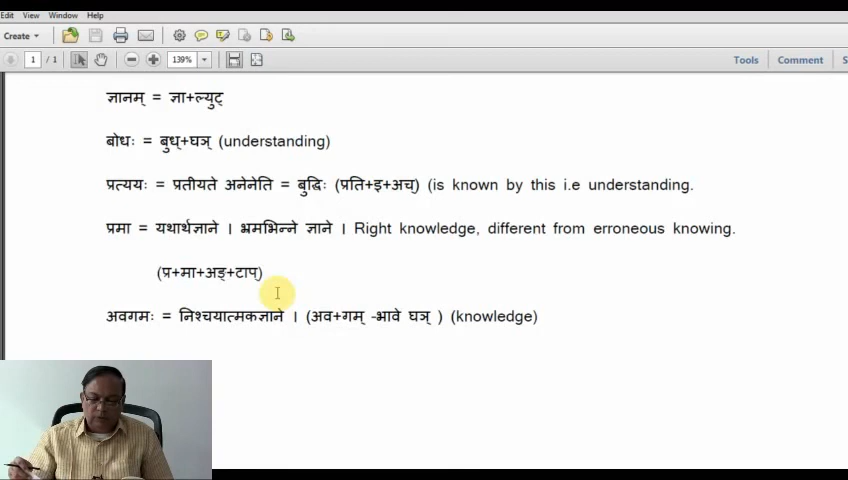 Edit View Window Help
Create
1 / 1 139% Tools Comment S
ज्ञानम् = ज्ञा+ल्युट्
बोधः = बुध्+घञ् (understanding)
प्रत्ययः = प्रतीयते अनेनेति = बुद्धिः (प्रति+इ+अच्) (is known by this i.e understanding.
प्रमा = यथार्थज्ञाने । भ्रमभिन्ने ज्ञाने । Right knowledge, different from erroneous knowing.
(प्र+मा+अङ्+टाप्)
अवगमः = निश्चयात्मकज्ञाने । (अव+गम् -भावे घञ् ) (knowledge)